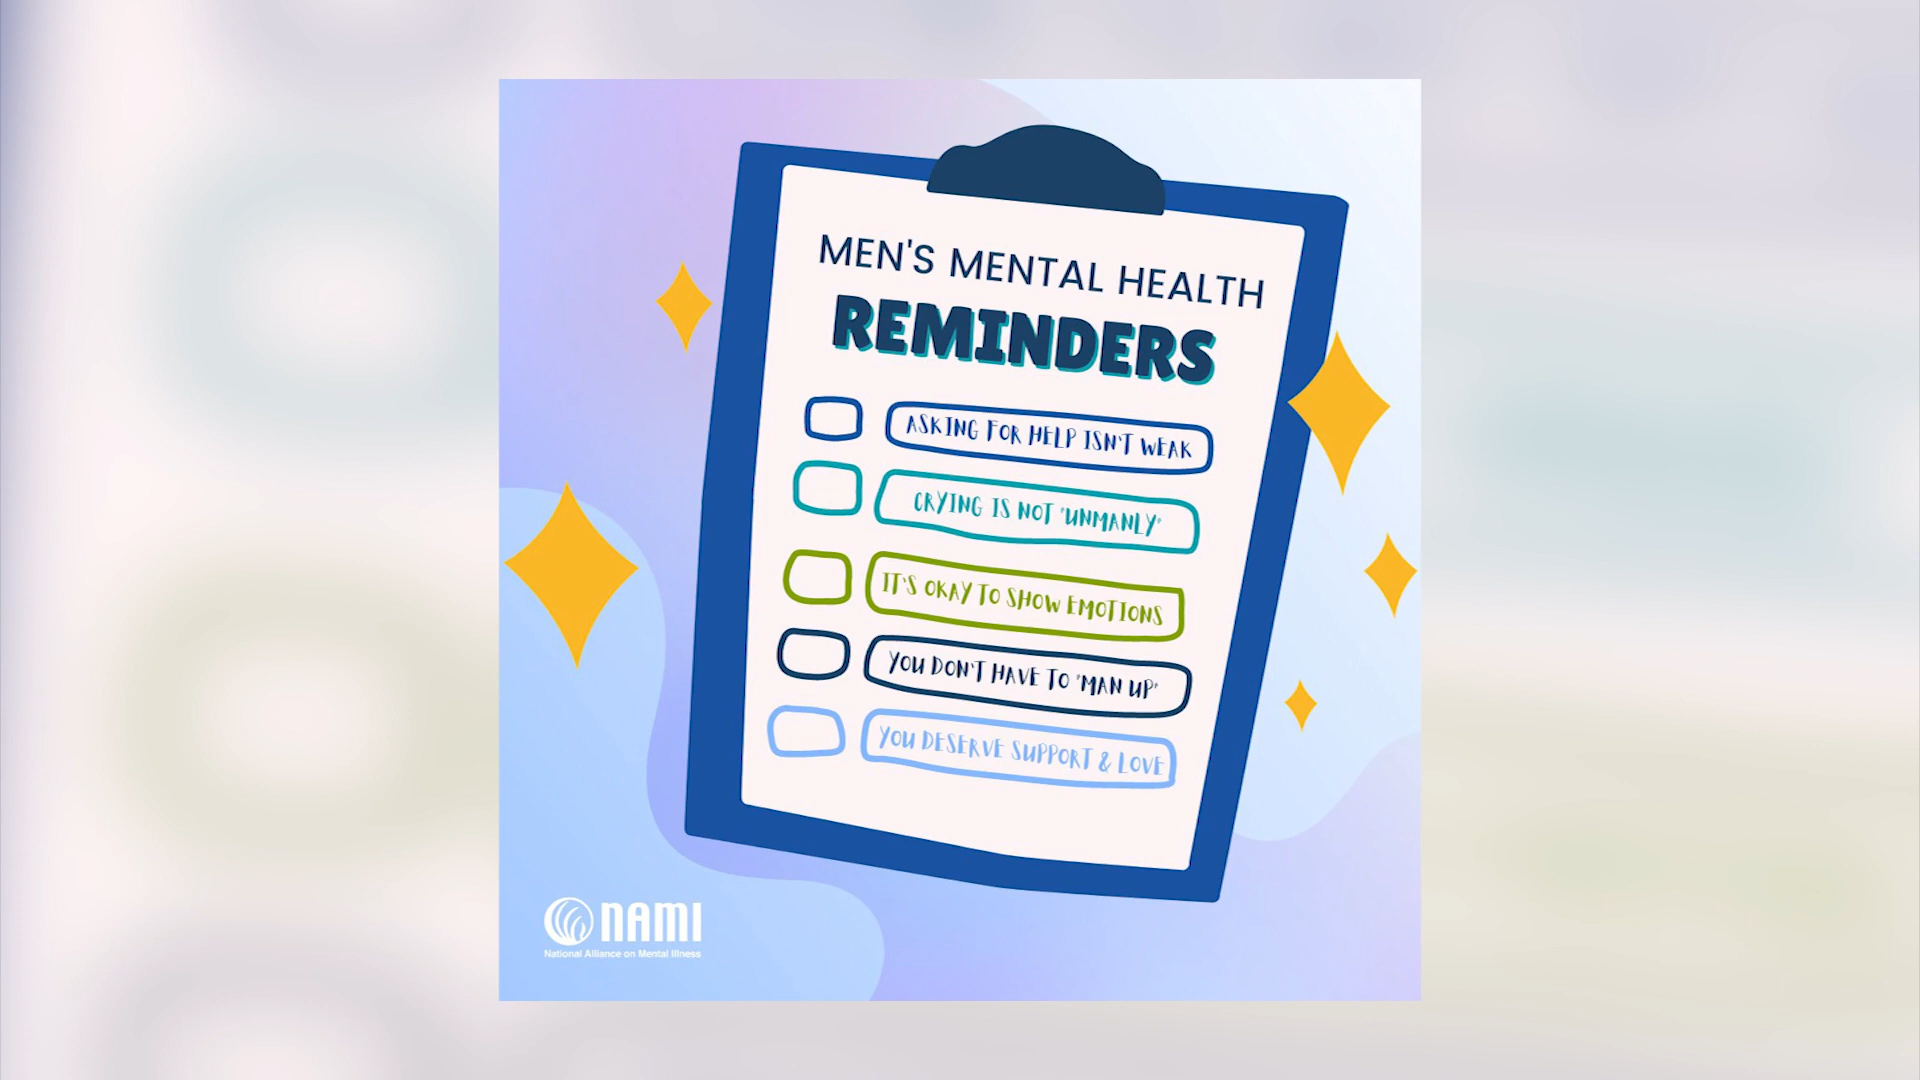 MEN'S MENTAL HEALTH
REMINDERS
ASKING FOR HELP ISN'T WEAK
CRYING IS NOT "UNMANLY"
IT'S OKAY TO SHOW EMOTIONS
YOU DON'T HAVE TO "MAN UP"
YOU DESERVE SUPPORT & LOVE
NAMI
National Alliance on Mental Illness